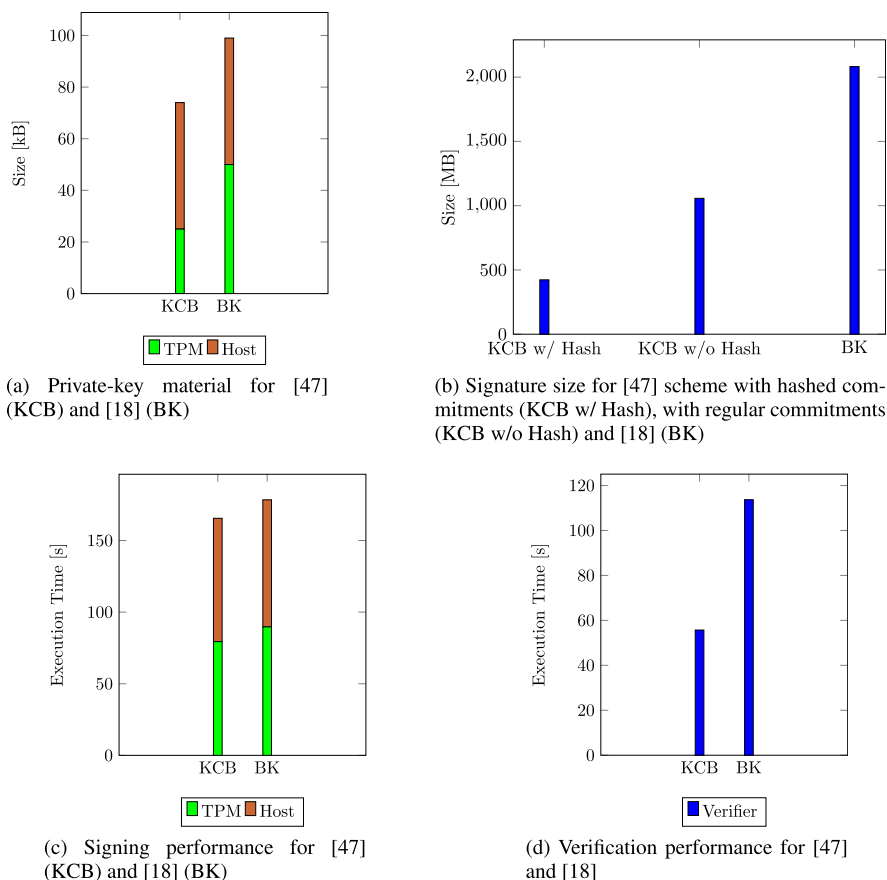 100
80
60
40
20
0
Size [kB]
KCB BK
TPM Host
(a) Private-key material for [47]
(KCB) and [18] (BK)
2,000
1,500
1,000
500
0
Size [MB]
KCB w/ Hash KCB w/o Hash BK
(b) Signature size for [47] scheme with hashed com-
mitments (KCB w/ Hash), with regular commitments
(KCB w/o Hash) and [18] (BK)
150
100
50
0
Execution Time [s]
KCB BK
TPM Host
(c) Signing performance for [47]
(KCB) and [18] (BK)
120
100
80
60
40
20
0
Execution Time [s]
KCB BK
Verifier
(d) Verification performance for [47]
and [18]